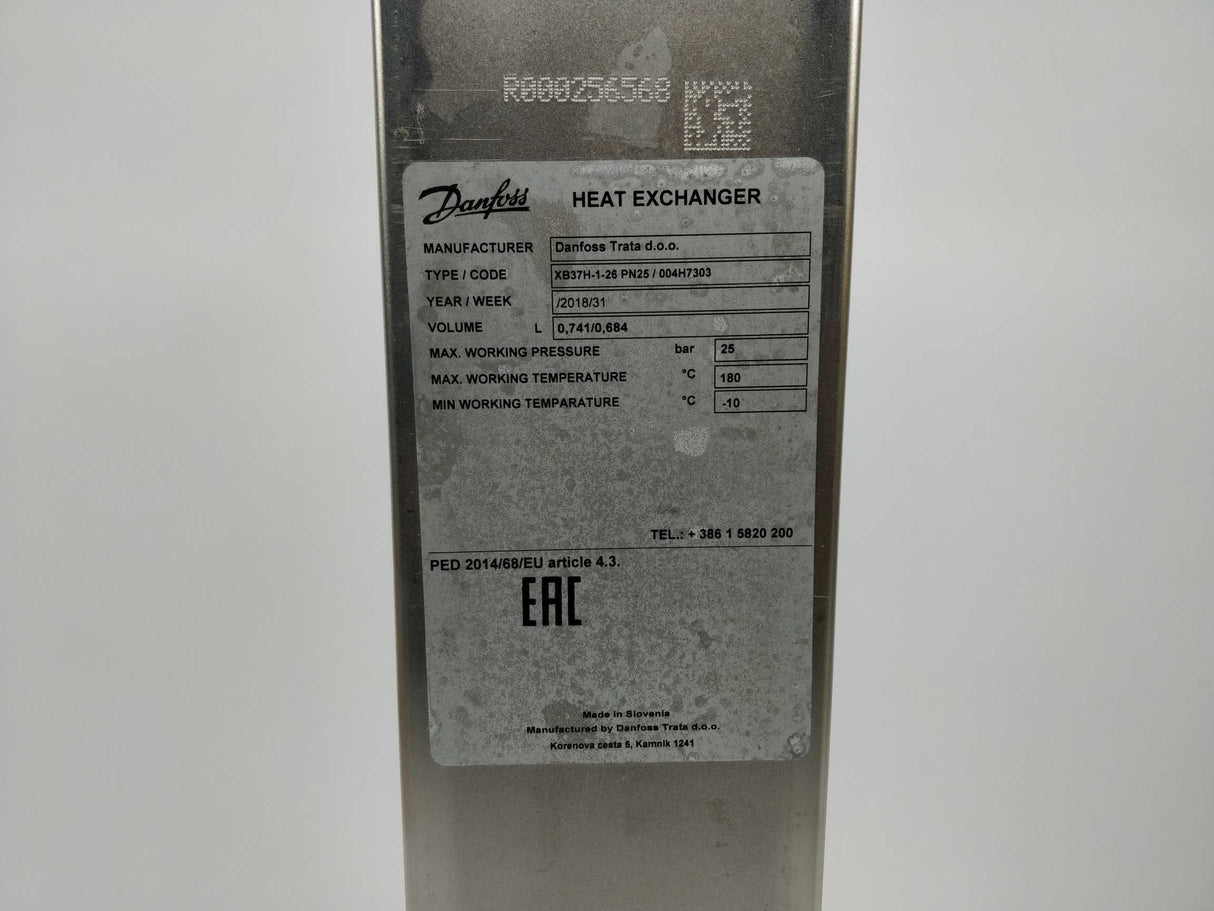 R000256568
Danfoss HEAT EXCHANGER
MANUFACTURER Danfoss Trata d.o.o.
TYPE / CODE XB37H-1-26 PN25 / 004H7303
YEAR / WEEK /2018/31
VOLUME L 0,741/0,684
MAX. WORKING PRESSURE bar 25
MAX. WORKING TEMPERATURE °C 180
MIN WORKING TEMPARATURE °C -10
TEL.: + 386 1 5820 200
PED 2014/68/EU article 4.3.
EAC
Made in Slovenia
Manufactured by Danfoss Trata d.o.o.
Korenova cesta 5, Kamnik 1241